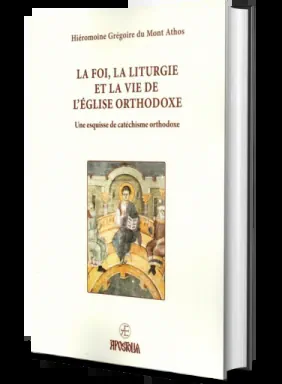 Hiéromoine Grégoire du Mont Athos
LA FOI, LA LITURGIE
ET LA VIE DE
L'ÉGLISE ORTHODOXE
Une esquisse de catéchisme orthodoxe
APOSTOLIA